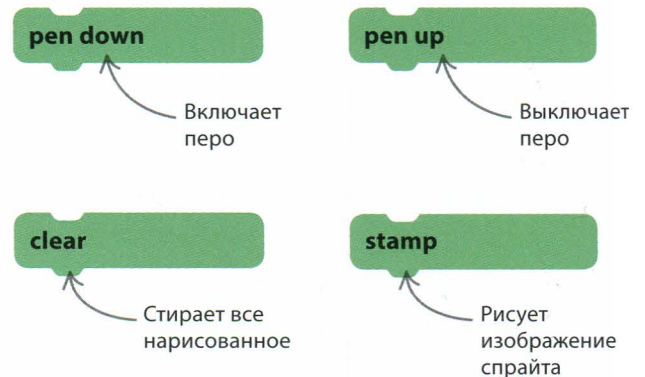 pen down
Включает
перо
pen up
Выключает
перо
clear
Стирает все
нарисованное
stamp
Рисует
изображение
спрайта